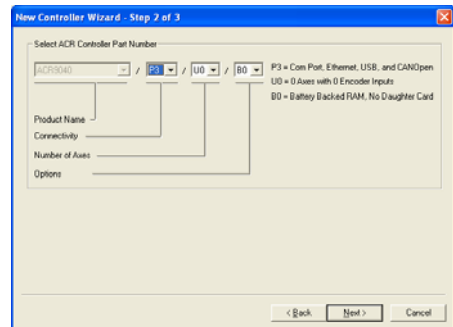 New Controller Wizard - Step 2 of 3
Select ACR Controller Part Number
ACR9040 / P3 / U0 / B0
P3 = Com Port, Ethernet, USB, and CANOpen
U0 = 0 Axes with 0 Encoder Inputs
B0 = Battery Backed RAM, No Daughter Card
Product Name
Connectivity
Number of Axes
Options
< Back Next > Cancel